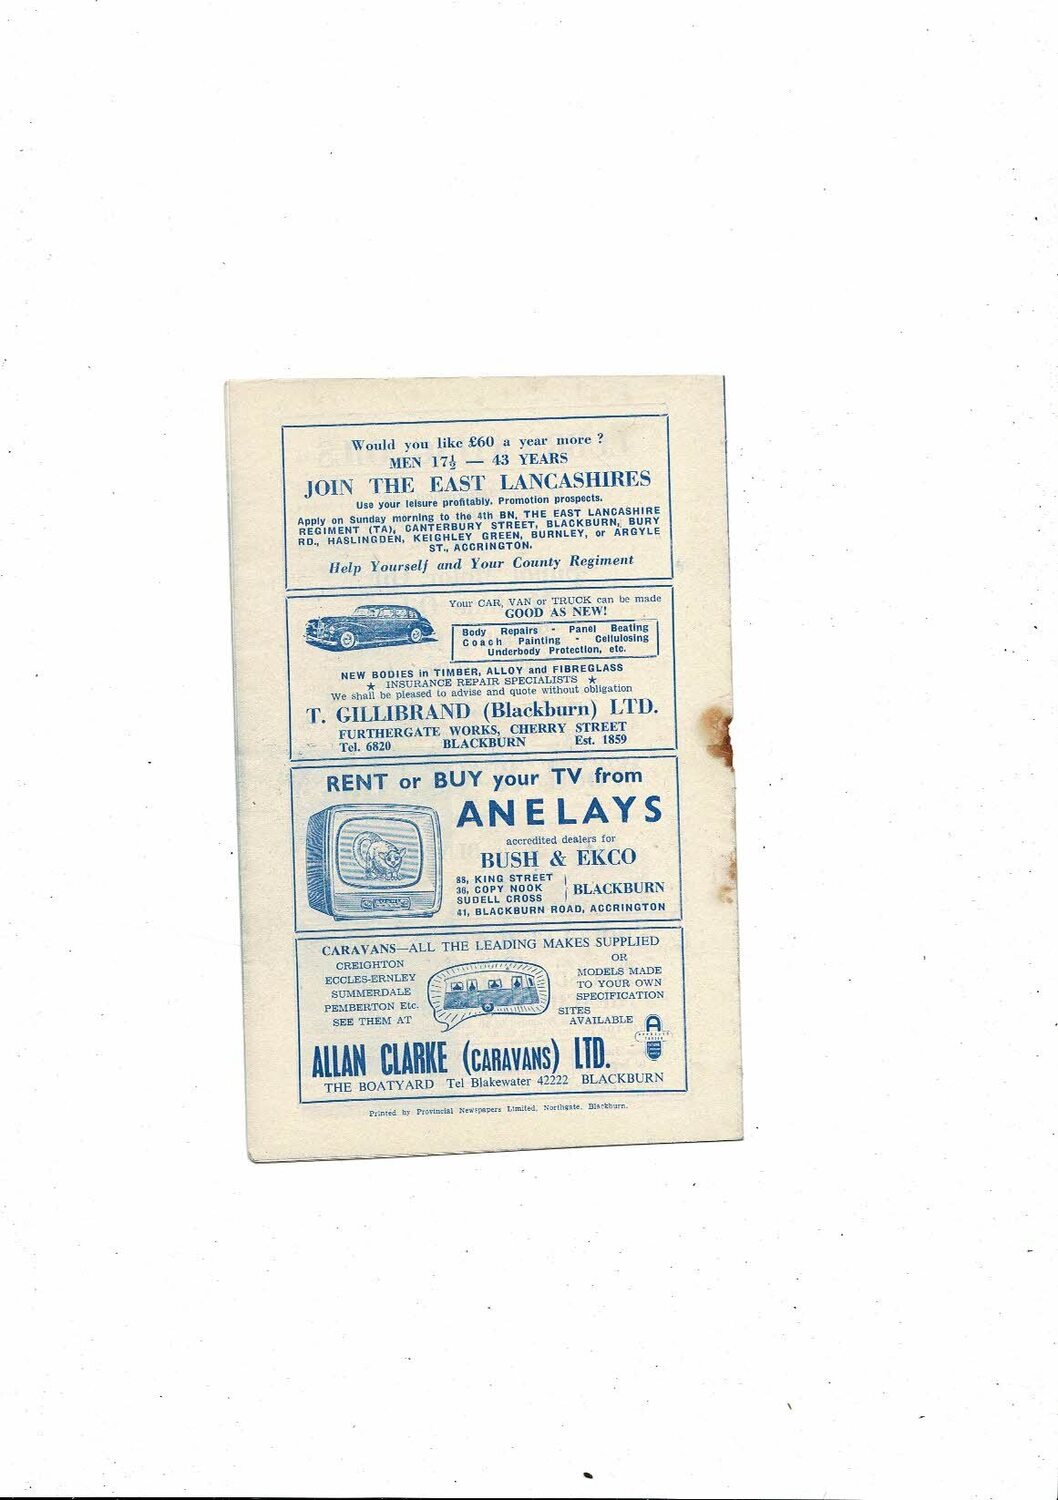 Would you like £60 a year more ?
MEN 17½ — 43 YEARS
JOIN THE EAST LANCASHIRES
Use your leisure profitably. Promotion prospects.
Apply on Sunday morning to the 4th BN, THE EAST LANCASHIRE
REGIMENT (TA), CANTERBURY STREET, BLACKBURN, BURY
RD., HASLINGDEN, KEIGHLEY GREEN, BURNLEY, or ARGYLE
ST., ACCRINGTON.
Help Yourself and Your County Regiment
Your CAR, VAN or TRUCK can be made
GOOD AS NEW!
Body Repairs - Panel Beating
Coach Painting - Cellulosing
Underbody Protection, etc.
NEW BODIES in TIMBER, ALLOY and FIBREGLASS
★ INSURANCE REPAIR SPECIALISTS ★
We shall be pleased to advise and quote without obligation
T. GILLIBRAND (Blackburn) LTD.
FURTHERGATE WORKS, CHERRY STREET
Tel. 6820 BLACKBURN Est. 1859
RENT or BUY your TV from
ANELAYS
accredited dealers for
BUSH & EKCO
88, KING STREET
36, COPY NOOK
SUDELL CROSS
BLACKBURN
41, BLACKBURN ROAD, ACCRINGTON
CARAVANS—ALL THE LEADING MAKES SUPPLIED
CREIGHTON
ECCLES-ERNLEY
SUMMERDALE
PEMBERTON Etc.
SEE THEM AT
OR
MODELS MADE
TO YOUR OWN
SPECIFICATION
SITES
AVAILABLE
ALLAN CLARKE (CARAVANS) LTD.
THE BOATYARD Tel Blakewater 42222 BLACKBURN
Printed by Provincial Newspapers Limited, Northgate, Blackburn.